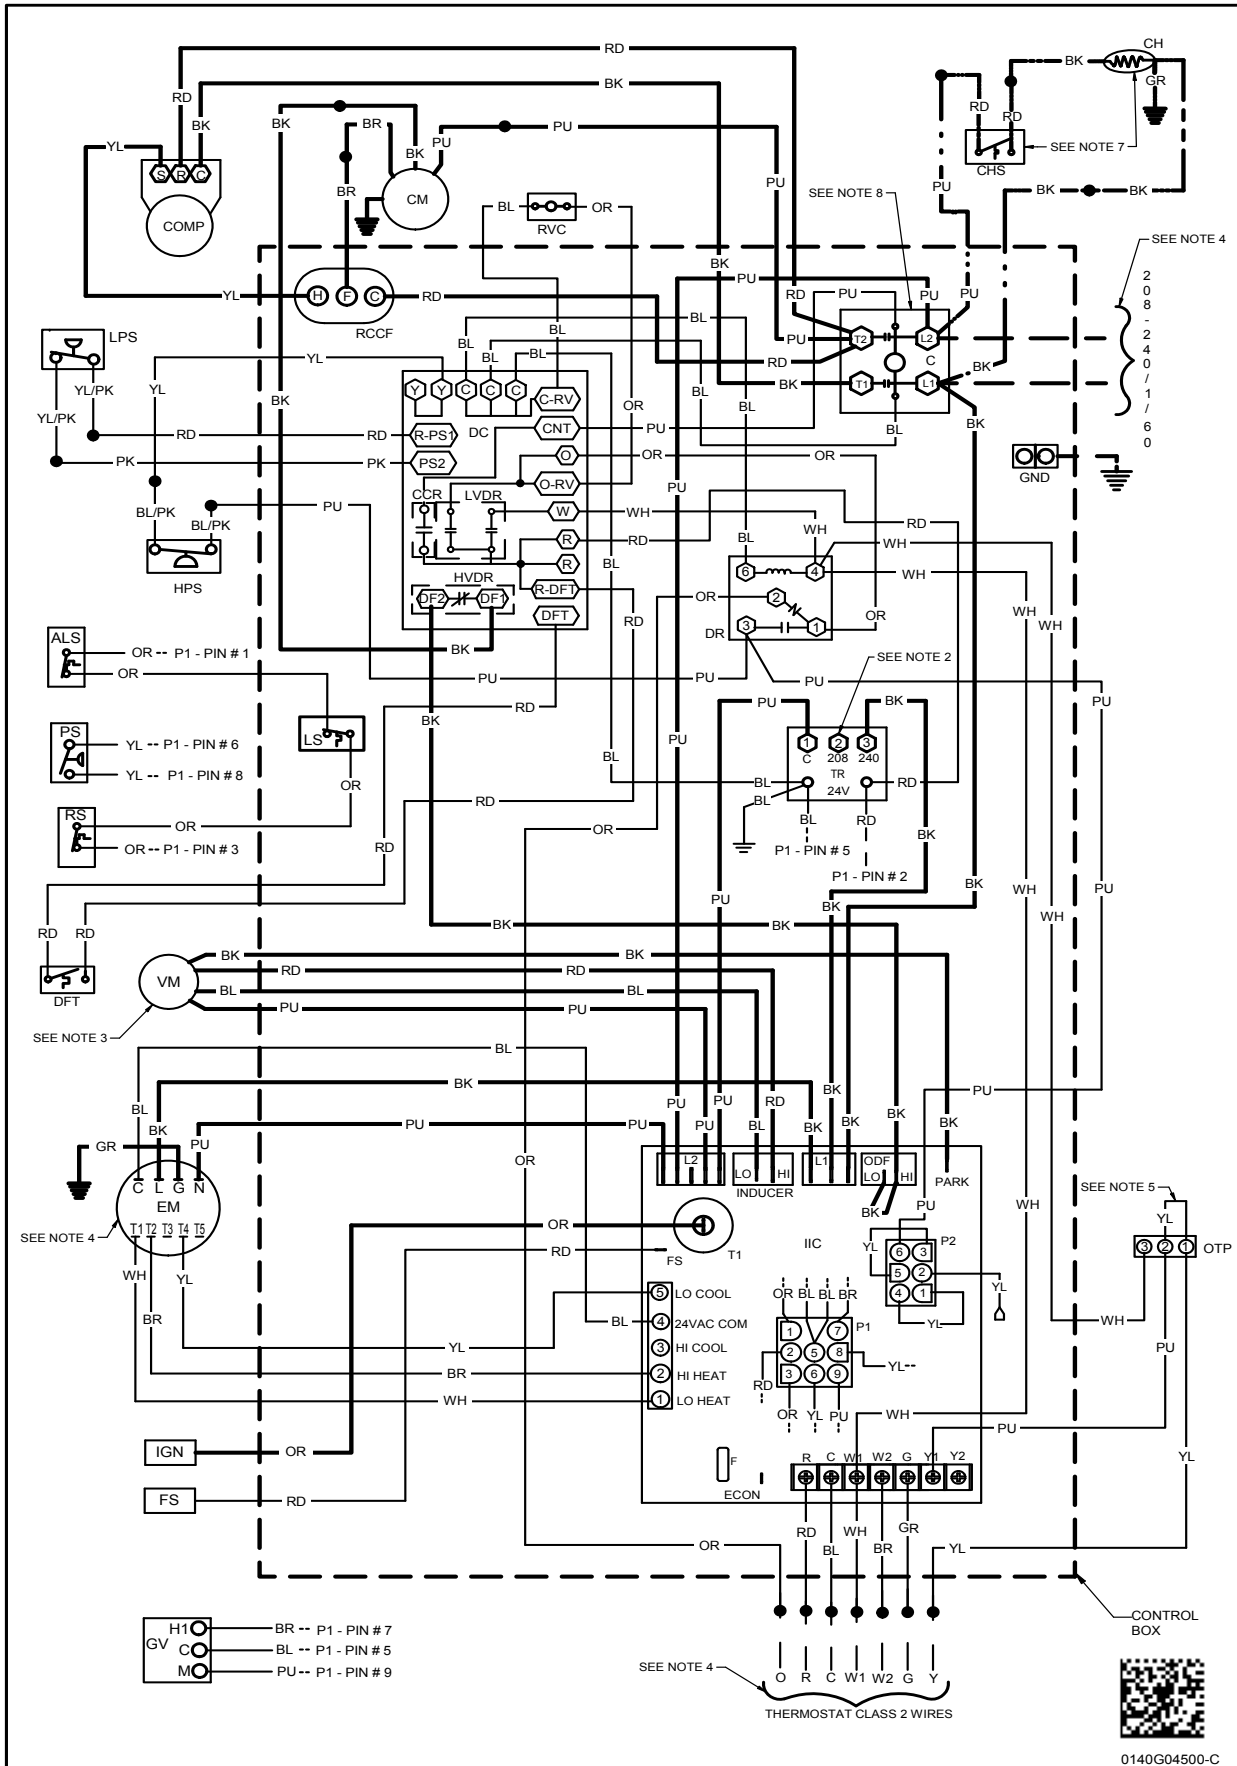 RD
BK
CH
BK
GR
RD
BK
BK
BR
PU
BK
PU
RD
RD
SEE NOTE 7
CHS
YL
S R C
COMP
BR
CM
PU
PU
BK
BK
SEE NOTE 8
BL
OR
RVC
SEE NOTE 4
208-240/1/60
BK
PU
YL
H F C
RD
RCCF
RD
PU
PU
PU
LPS
BL
BL
BL
BL
T2
L2
PU
C
YL
RD
BK
YL/PK
YL
BK
Y Y C C C
C-RV
OR
BL
BL
BK
T1
L1
YL/PK
RD
RD
R-PS1
DC
CNT
PU
BL
BK
PK
PK
PS2
O
OR
OR
GND
PU
CCR
LVDR
O-RV
BL/PK
BL/PK
PU
W
WH
WH
RD
HPS
R
RD
BL
WH
BL
R
6
4
WH
HVDR
DF2
DF1
R-DFT
OR
2
WH
WH
DFT
RD
3
1
OR
DR
ALS
OR -- P1 - PIN # 1
BK
SEE NOTE 2
OR
PU
PU
PU
PU
RD
PU
BK
PS
YL -- P1 - PIN # 6
LS
BK
PU
1 2 3
C
208
240
YL -- P1 - PIN # 8
BL
TR
OR
BL
RD
24V
RS
RD
BL
OR
OR
BL
RD
BK
OR -- P1 - PIN # 3
RD
P1 - PIN # 5
P1 - PIN # 2
BK
WH
PU
PU
BK
WH
RD
RD
BK
BK
DFT
VM
BK
BK
RD
RD
BL
BL
PU
PU
SEE NOTE 3
BL
BK
PU
BL
BK
PU
PU
PU
PU
PU
RD
BK
BK
BK
BK
GR
PU
PU
BL
BK
C L G N
EM
T1 T2 T3 T4 T5
SEE NOTE 4
L2
LO
HI
INDUCER
L1
ODF
LO
HI
PARK
BK
OR
WH
SEE NOTE 5
YL
3 2 1
OTP
OR
RD
FS
T1
IIC
PU
YL
P2
6 3
5 2
4 1
YL
YL
WH
YL
BR
5 LO COOL
BL
4 24VAC COM
YL
3 HI COOL
BR
2 HI HEAT
WH
1 LO HEAT
OR BL BL BR
P1
1 7
2 5 8
3 6 9
RD
YL--
OR YL PU
WH
PU
WH
PU
YL
IGN
OR
FS
RD
F
ECON
R C W1 W2 G Y1 Y2
RD
BL
WH
BR
GR
OR
YL
CONTROL
BOX
GV
H1
BR -- P1 - PIN # 7
C
BL -- P1 - PIN # 5
M
PU -- P1 - PIN # 9
SEE NOTE 4
O R C W1 W2 G Y
THERMOSTAT CLASS 2 WIRES
0140G04500-C